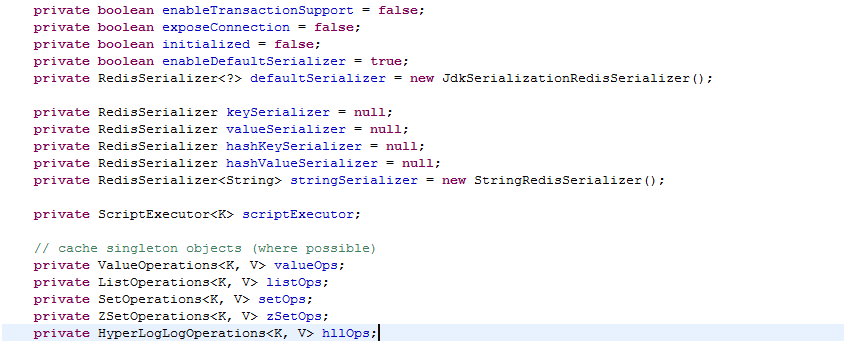 private boolean enableTransactionSupport = false;
private boolean exposeConnection = false;
private boolean initialized = false;
private boolean enableDefaultSerializer = true;
private RedisSerializer<?> defaultSerializer = new JdkSerializationRedisSerializer();
private RedisSerializer keySerializer = null;
private RedisSerializer valueSerializer = null;
private RedisSerializer hashKeySerializer = null;
private RedisSerializer hashValueSerializer = null;
private RedisSerializer<String> stringSerializer = new StringRedisSerializer();
private ScriptExecutor<K> scriptExecutor;
// cache singleton objects (where possible)
private ValueOperations<K, V> valueOps;
private ListOperations<K, V> listOps;
private SetOperations<K, V> setOps;
private ZSetOperations<K, V> zSetOps;
private HyperLogLogOperations<K, V> hllOps;